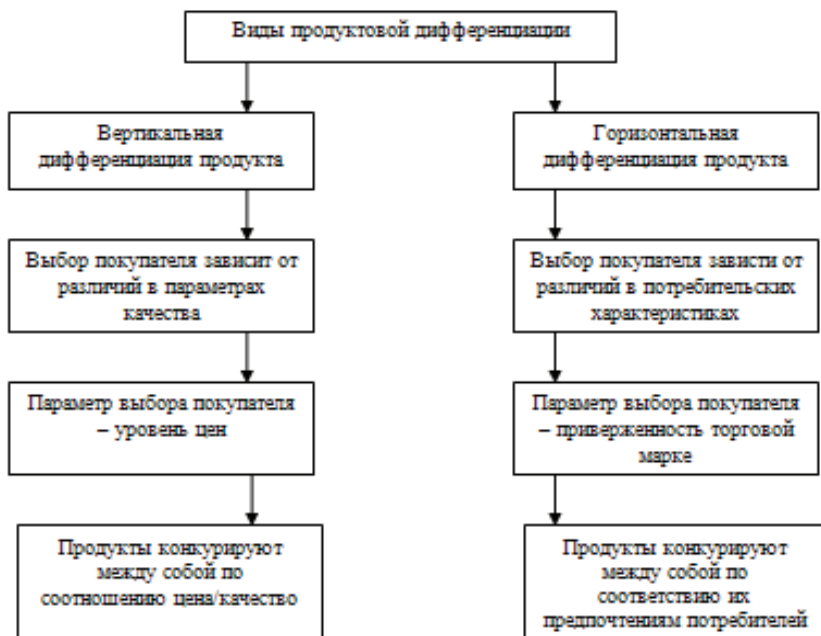 Виды продуктовой дифференциации
Вертикальная
дифференциация продукта
Горизонтальная
дифференциация продукта
Выбор покупателя зависит от
различий в параметрах
качества
Выбор покупателя зависти от
различий в потребительских
характеристиках
Параметр выбора покупателя
– уровень цен
Параметр выбора покупателя
– приверженность торговой
марке
Продукты конкурируют
между собой по
соотношению цена/качество
Продукты конкурируют
между собой по
соответствию их
предпочтениям потребителей